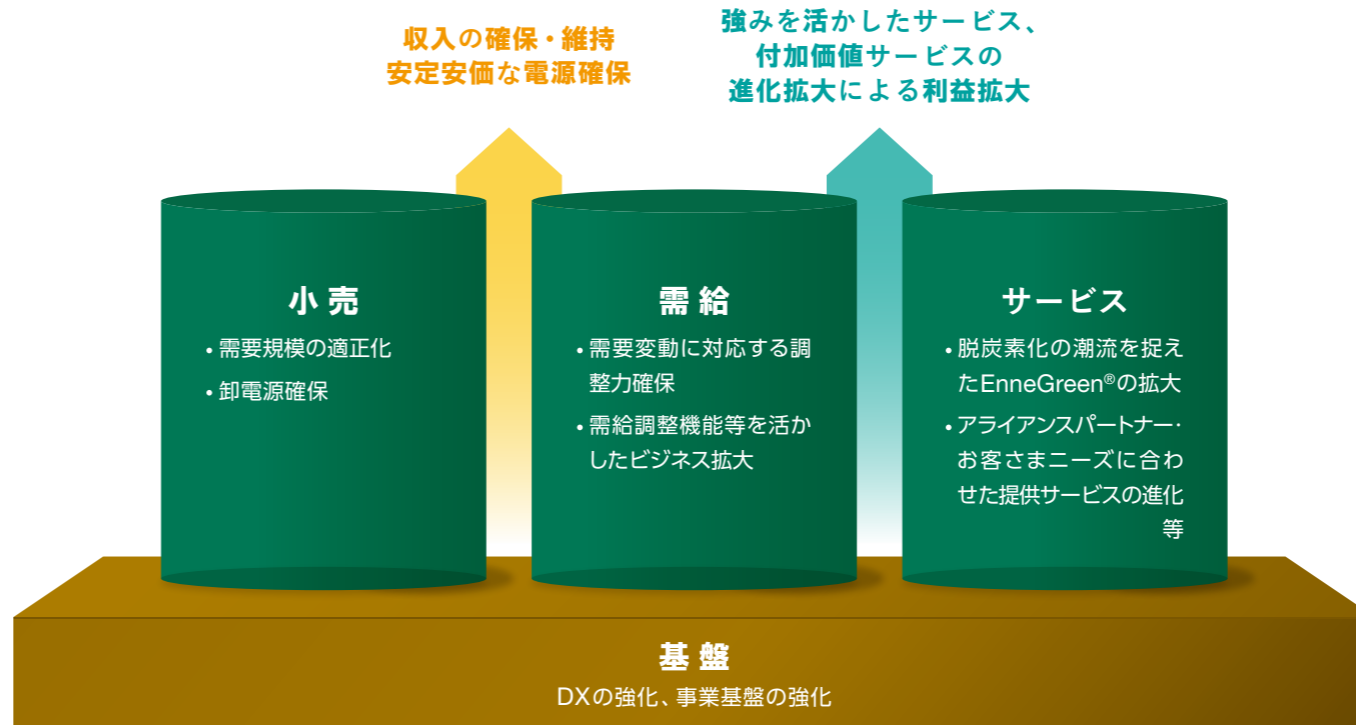 収入の確保・維持
安定安価な電源確保
強みを活かしたサービス、
付加価値サービスの
進化拡大による利益拡大
小売
• 需要規模の適正化
• 卸電源確保
需給
• 需要変動に対応する調
整力確保
• 需給調整機能等を活か
したビジネス拡大
サービス
• 脱炭素化の潮流を捉え
たEnneGreen®の拡大
• アライアンスパートナー・
お客さまニーズに合わ
せた提供サービスの進化
等
基盤
DXの強化、事業基盤の強化